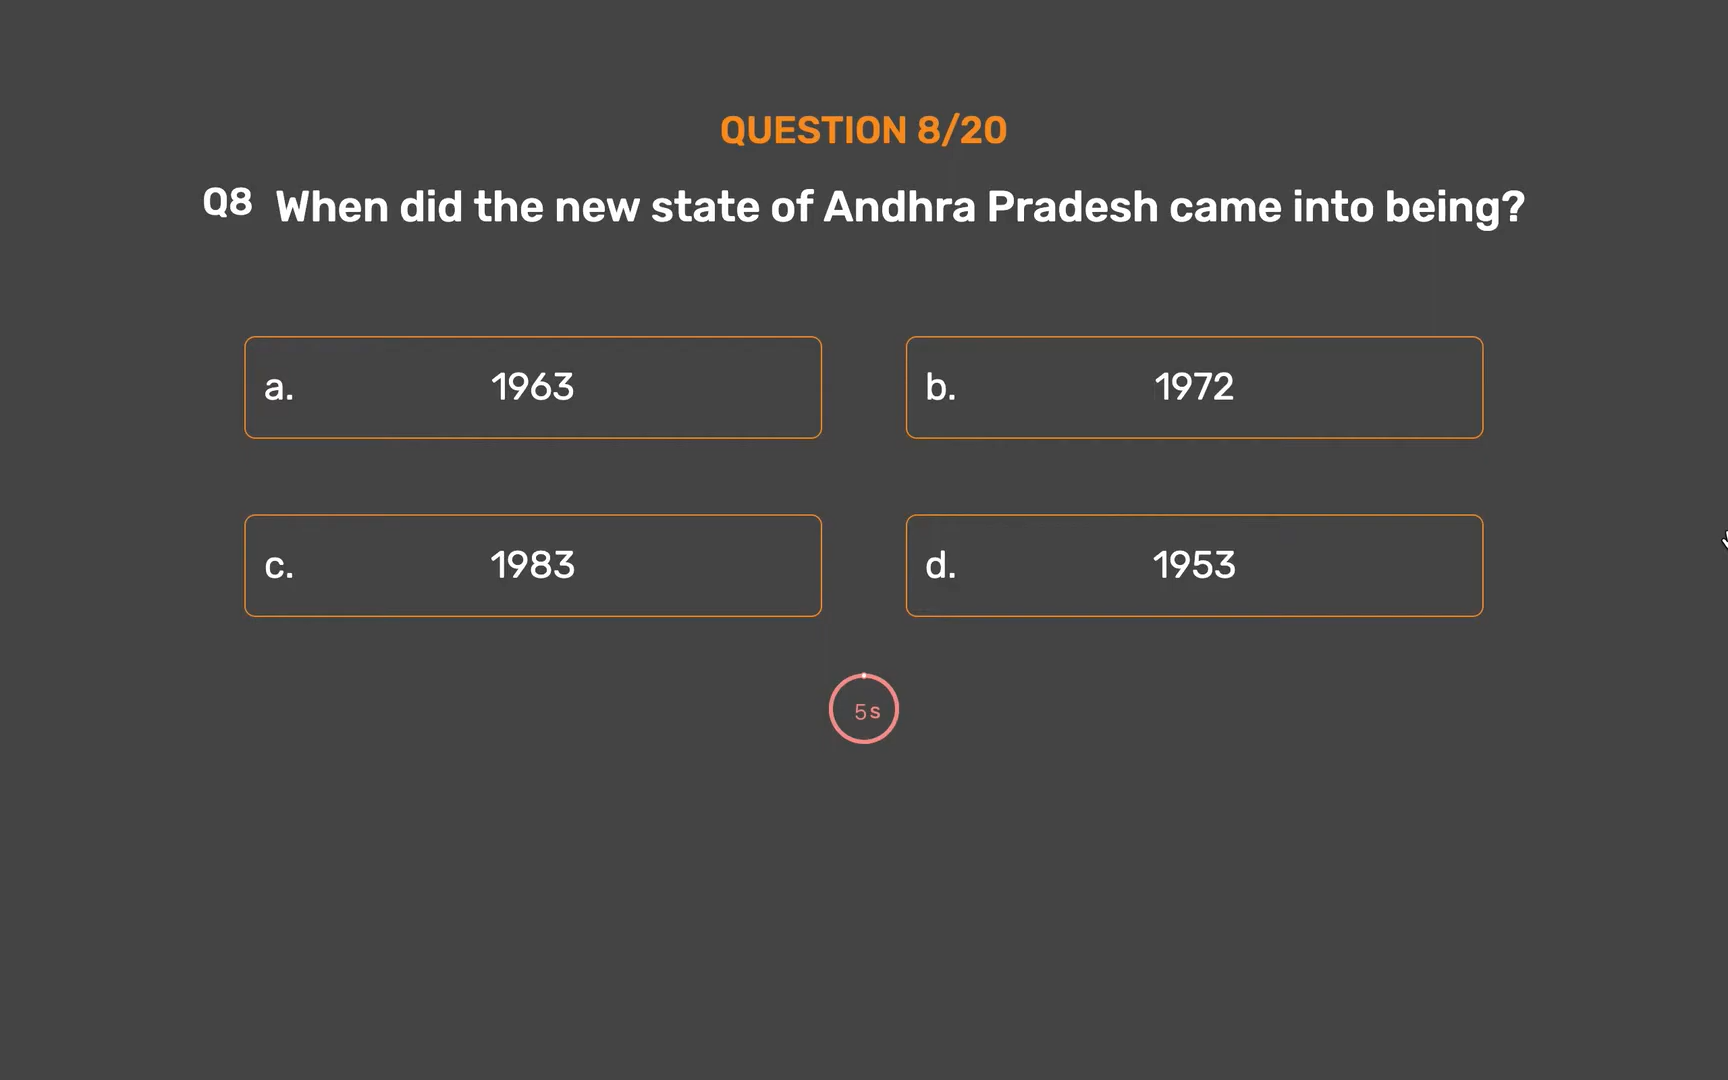 QUESTION 8/20
Q8 When did the new state of Andhra Pradesh came into being?
a. 1963
b. 1972
c. 1983
d. 1953
5s